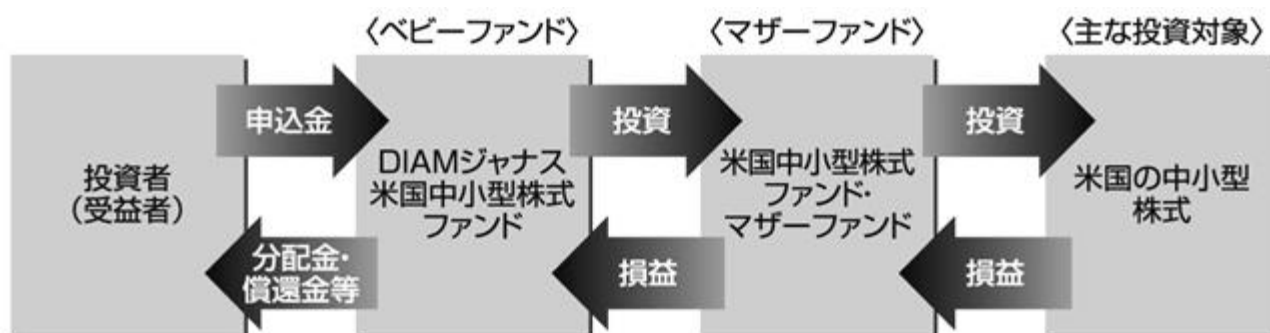 〈ベビーファンド〉
〈マザーファンド〉
〈主な投資対象〉
申込金
投資
投資
投資者
(受益者)
DIAMジャナス
米国中小型株式
ファンド
米国中小型株式
ファンド・
マザーファンド
米国の中小型
株式
分配金・
償還金等
損益
損益